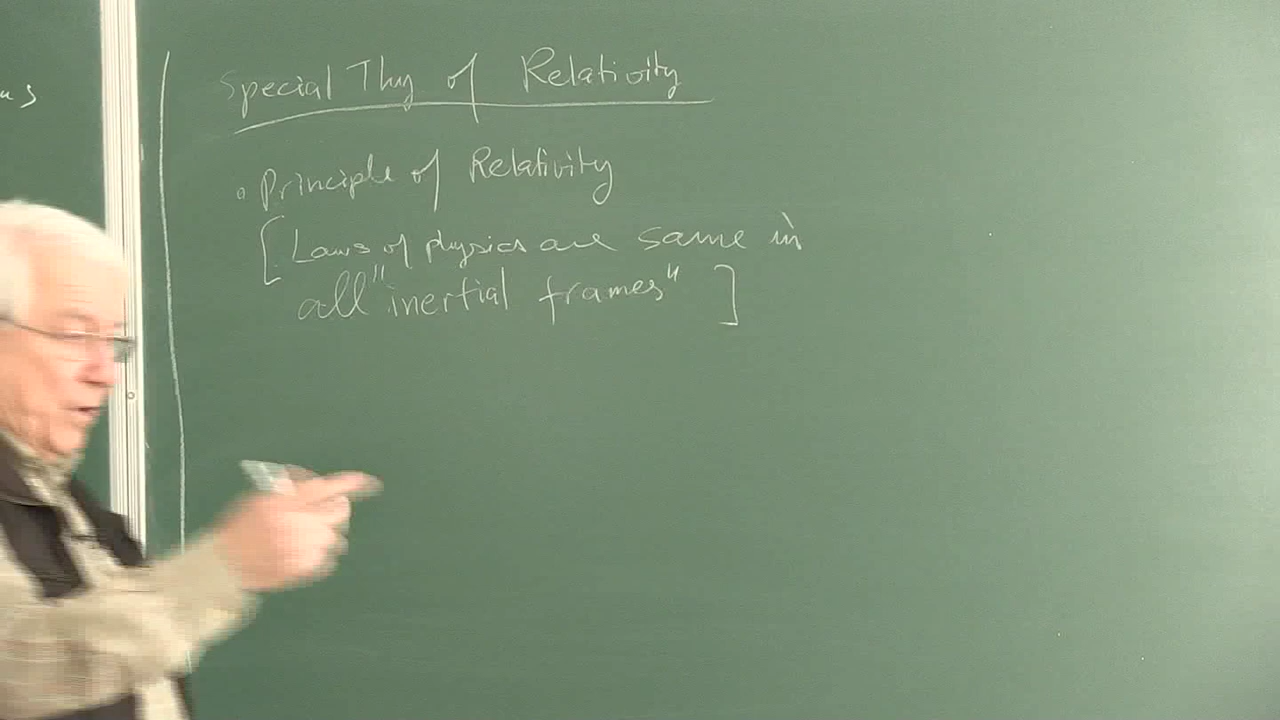 Special Thy of Relativity
Principle of Relativity
[Laws of physics are same in
all "inertial frames"]